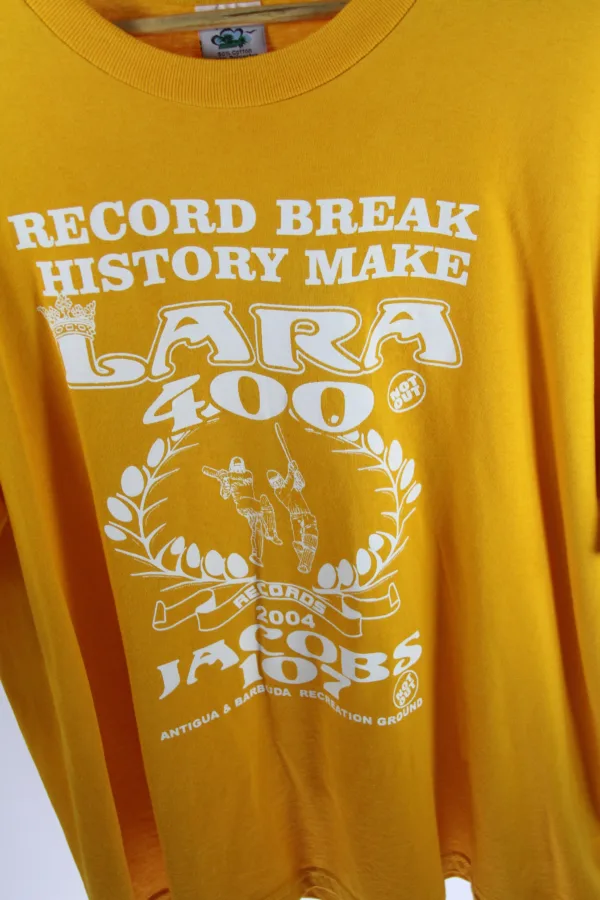 RECORD BREAK
HISTORY MAKE
LARA
400
NOT
OUT
RECORDS
2004
JACOBS
107
NOT
OUT
ANTIGUA & BARBUDA RECREATION GROUND